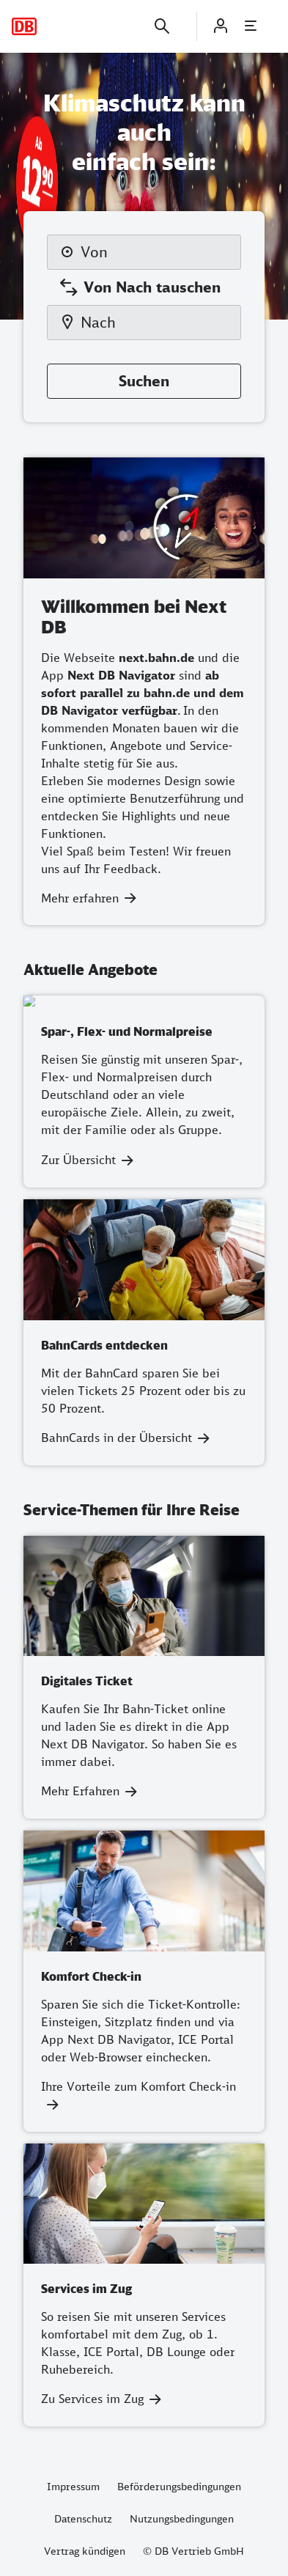 DB
Klimaschutz kann
auch
einfach sein:
Ab
12,90
Von
Von Nach tauschen
Nach
Suchen
Willkommen bei Next
DB
Die Webseite next.bahn.de und die
App Next DB Navigator sind ab
sofort parallel zu bahn.de und dem
DB Navigator verfügbar. In den
kommenden Monaten bauen wir die
Funktionen, Angebote und Service-
Inhalte stetig für Sie aus.
Erleben Sie modernes Design sowie
eine optimierte Benutzerführung und
entdecken Sie Highlights und neue
Funktionen.
Viel Spaß beim Testen! Wir freuen
uns auf Ihr Feedback.
Mehr erfahren
Aktuelle Angebote
Spar-, Flex- und Normalpreise
Reisen Sie günstig mit unseren Spar-,
Flex- und Normalpreisen durch
Deutschland oder an viele
europäische Ziele. Allein, zu zweit,
mit der Familie oder als Gruppe.
Zur Übersicht
BahnCards entdecken
Mit der BahnCard sparen Sie bei
vielen Tickets 25 Prozent oder bis zu
50 Prozent.
BahnCards in der Übersicht
Service-Themen für Ihre Reise
Digitales Ticket
Kaufen Sie Ihr Bahn-Ticket online
und laden Sie es direkt in die App
Next DB Navigator. So haben Sie es
immer dabei.
Mehr Erfahren
Komfort Check-in
Sparen Sie sich die Ticket-Kontrolle:
Einsteigen, Sitzplatz finden und via
App Next DB Navigator, ICE Portal
oder Web-Browser einchecken.
Ihre Vorteile zum Komfort Check-in
Services im Zug
So reisen Sie mit unseren Services
komfortabel mit dem Zug, ob 1.
Klasse, ICE Portal, DB Lounge oder
Ruhebereich.
Zu Services im Zug
Impressum Beförderungsbedingungen
Datenschutz Nutzungsbedingungen
Vertrag kündigen © DB Vertrieb GmbH